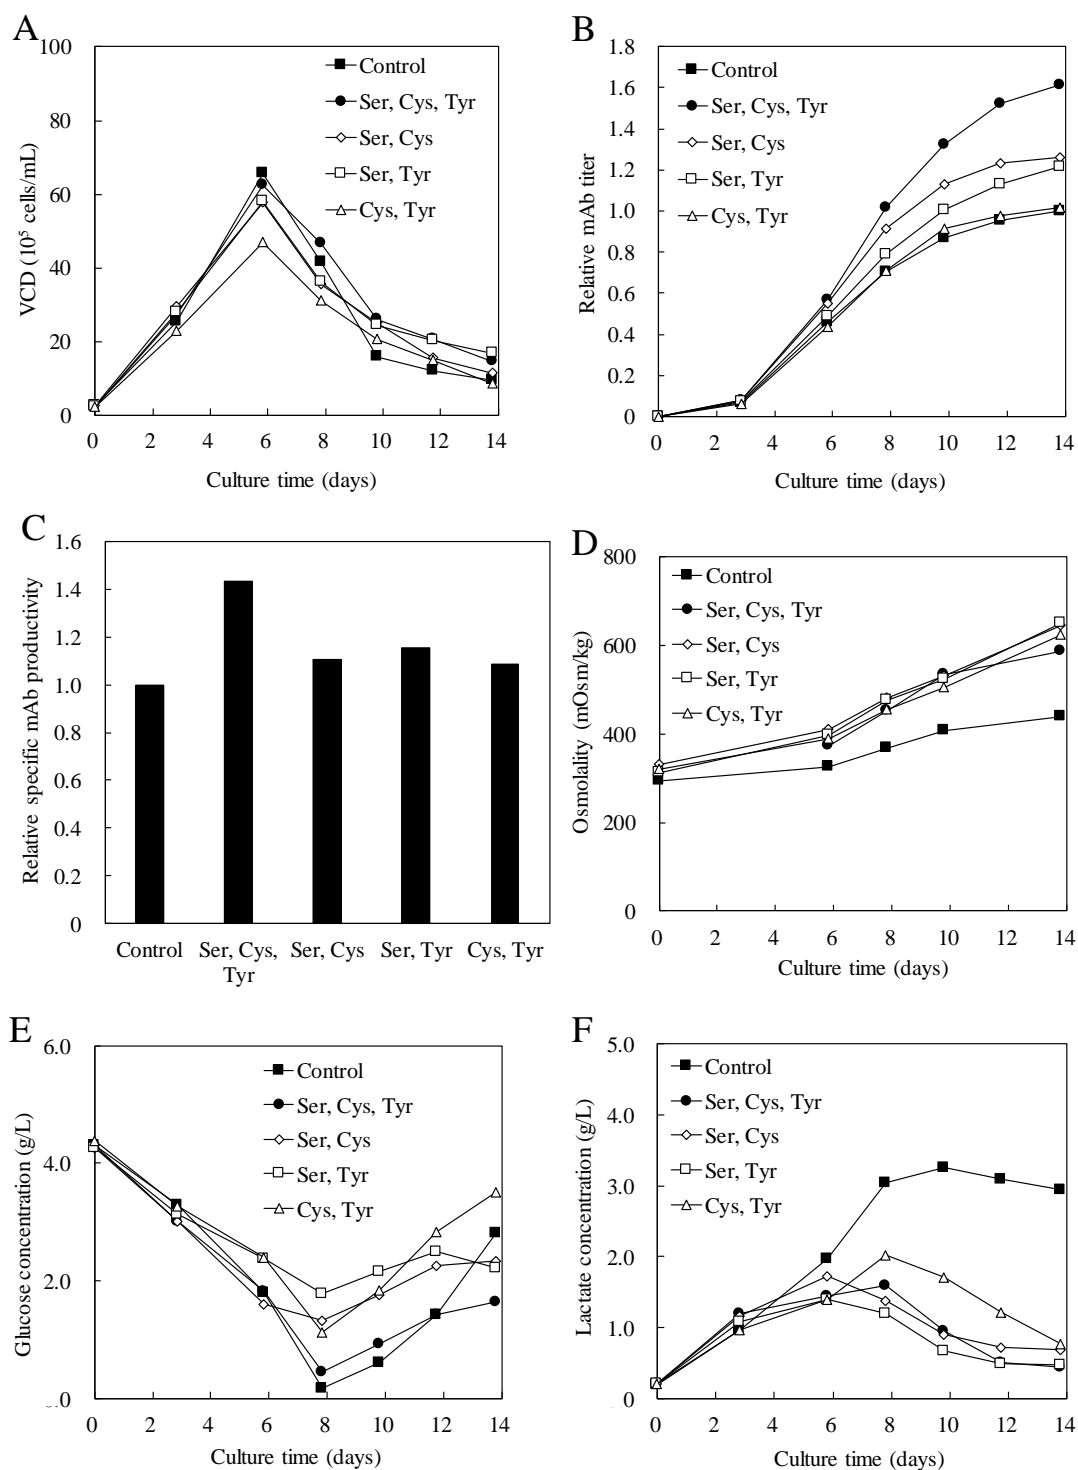 A
100
80
60
40
20
0
VCD (10⁵ cells/mL)
Control
Ser, Cys, Tyr
Ser, Cys
Ser, Tyr
Cys, Tyr
0 2 4 6 8 10 12 14
Culture time (days)
B
1.8
1.6
1.4
1.2
1.0
0.8
0.6
0.4
0.2
0
Relative mAb titer
Control
Ser, Cys, Tyr
Ser, Cys
Ser, Tyr
Cys, Tyr
0 2 4 6 8 10 12 14
Culture time (days)
C
1.6
1.4
1.2
1.0
0.8
0.6
0.4
0.2
0
Relative specific mAb productivity
Control Ser, Cys, Ser, Cys Ser, Tyr Cys, Tyr
Tyr
D
800
600
400
200
0
Osmolality (mOsm/kg)
Control
Ser, Cys, Tyr
Ser, Cys
Ser, Tyr
Cys, Tyr
0 2 4 6 8 10 12 14
Culture time (days)
E
6.0
4.0
2.0
.0
Glucose concentration (g/L)
Control
Ser, Cys, Tyr
Ser, Cys
Ser, Tyr
Cys, Tyr
0 2 4 6 8 10 12 14
Culture time (days)
F
5.0
4.0
3.0
2.0
1.0
0
Lactate concentration (g/L)
Control
Ser, Cys, Tyr
Ser, Cys
Ser, Tyr
Cys, Tyr
0 2 4 6 8 10 12 14
Culture time (days)